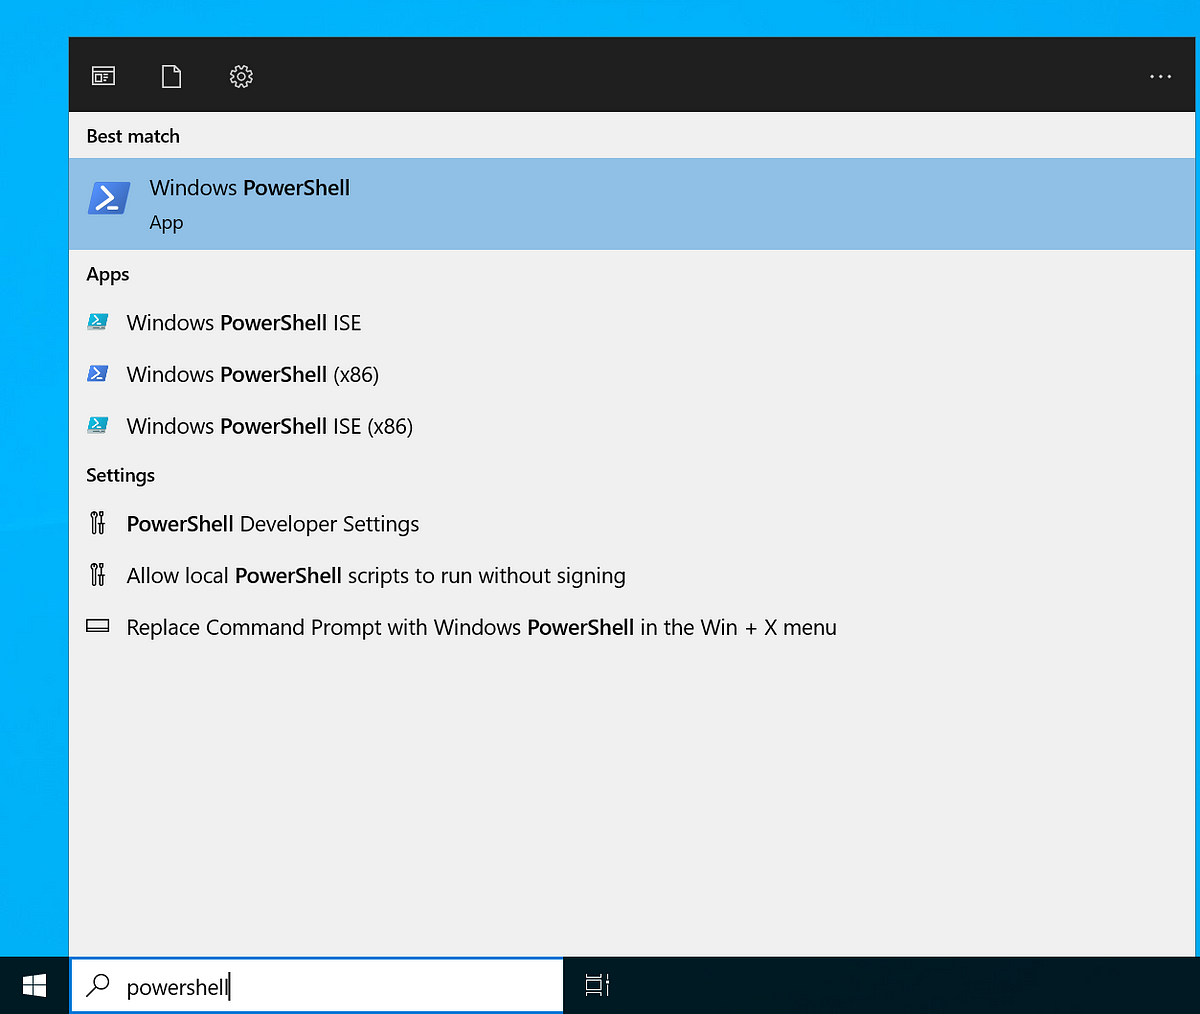 Best match
Windows PowerShell
App
Apps
Windows PowerShell ISE
Windows PowerShell (x86)
Windows PowerShell ISE (x86)
Settings
PowerShell Developer Settings
Allow local PowerShell scripts to run without signing
Replace Command Prompt with Windows PowerShell in the Win + X menu
powershell